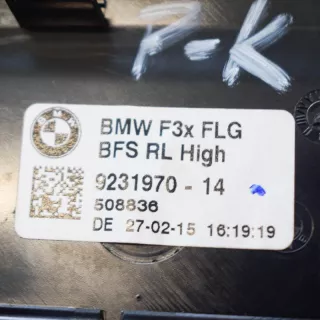 P-K
BMW F3x FLG
BFS RL High
9231970-14
508836
DE 27-02-15 16:19:19